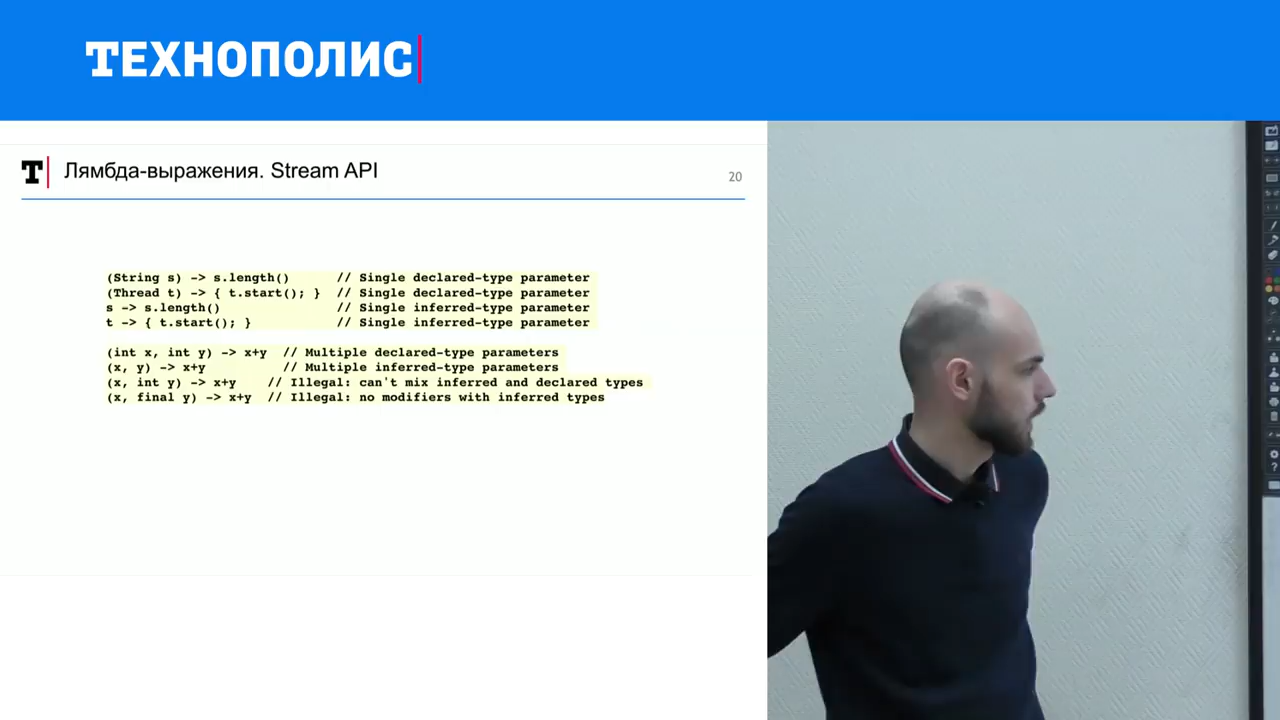 ТЕХНОПОЛИС
T Лямбда-выражения. Stream API
20
(String s) -> s.length() // Single declared-type parameter
(Thread t) -> { t.start(); } // Single declared-type parameter
s -> s.length() // Single inferred-type parameter
t -> { t.start(); } // Single inferred-type parameter
(int x, int y) -> x+y // Multiple declared-type parameters
(x, y) -> x+y // Multiple inferred-type parameters
(x, int y) -> x+y // Illegal: can't mix inferred and declared types
(x, final y) -> x+y // Illegal: no modifiers with inferred types